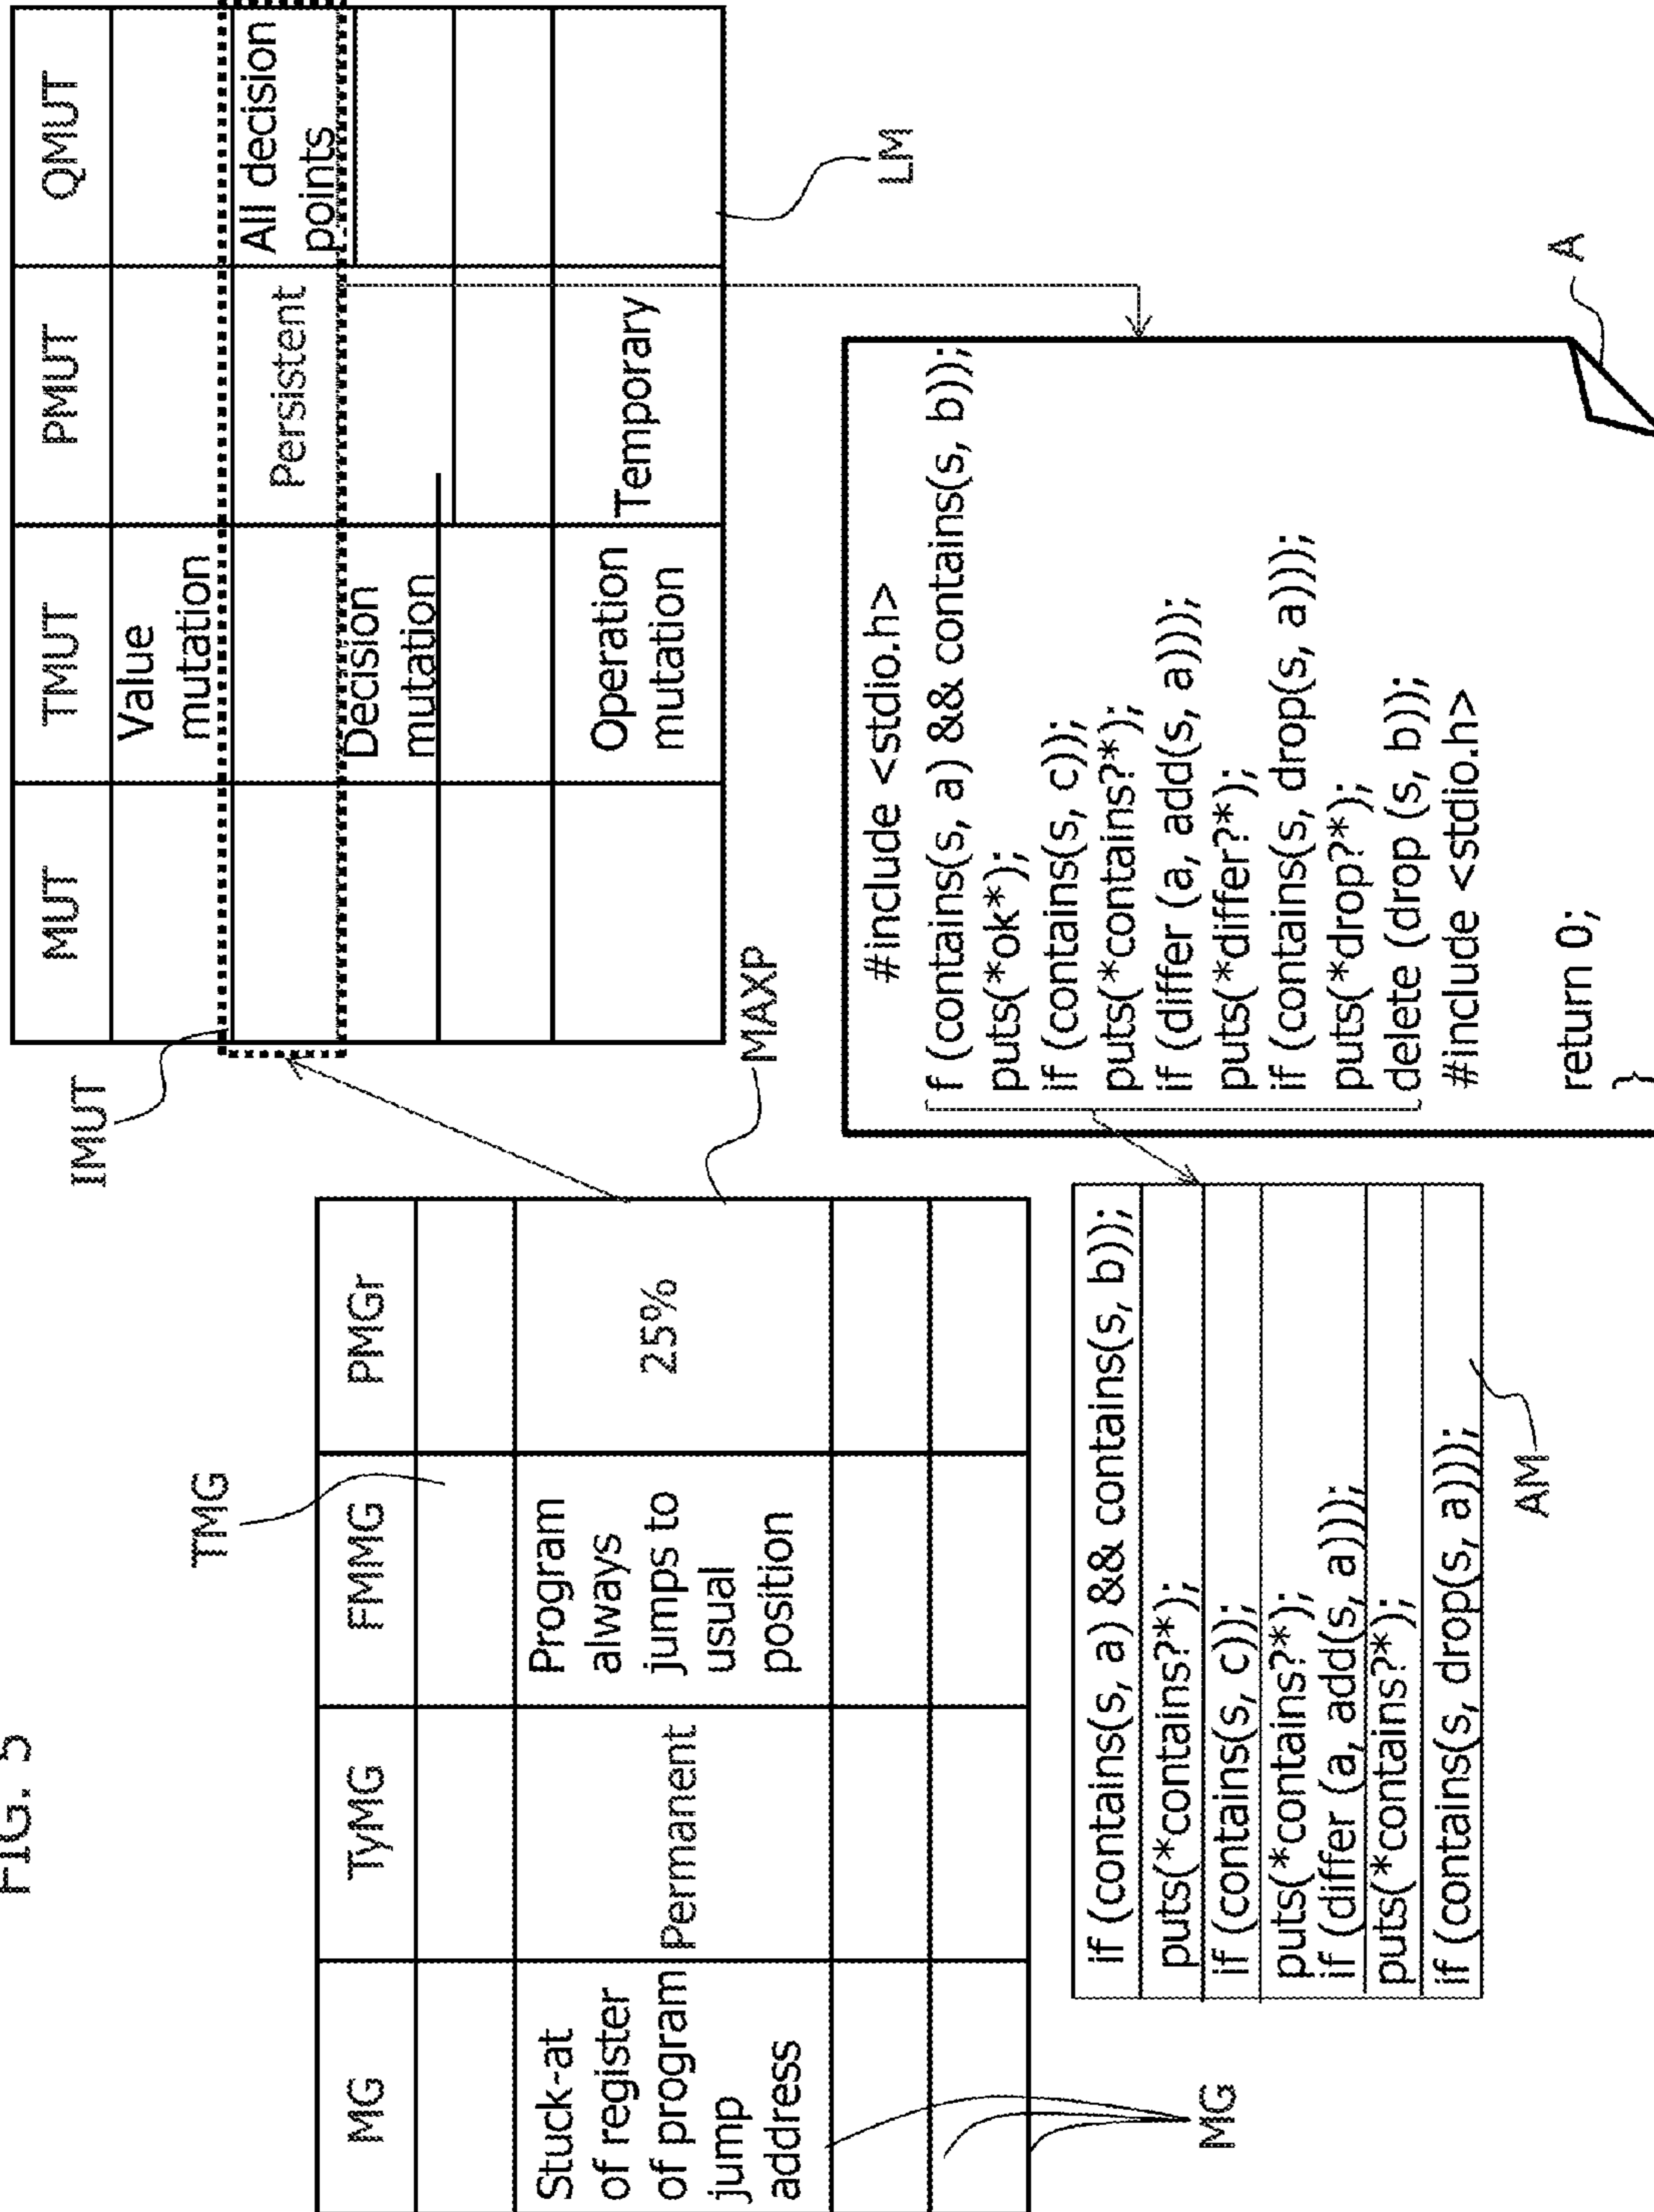 FIG. 5
TMG
MG
TyMG
FMMG
PMGr
Stuck-at
of register
of program
jump
address
Permanent
Program
always
jumps to
usual
position
25%
MG
MAXP
IMUT
MUT
TMUT
PMUT
QMUT
Value
mutation
Persistent
All decision
points
Decision
mutation
Operation
mutation
Temporary
LM
if (contains(s, a) && contains(s, b));
puts(*contains?*);
if (contains(s, c));
puts(*contains?*);
if (differ (a, add(s, a)));
puts(*contains?*);
if (contains(s, drop(s, a)));
AM
#include <stdio.h>
f (contains(s, a) && contains(s, b));
puts(*ok*);
if (contains(s, c));
puts(*contains?*);
if (differ (a, add(s, a)));
puts(*differ?*);
if (contains(s, drop(s, a)));
puts(*drop?*);
delete (drop (s, b));
#include <stdio.h>
return 0;
}
A